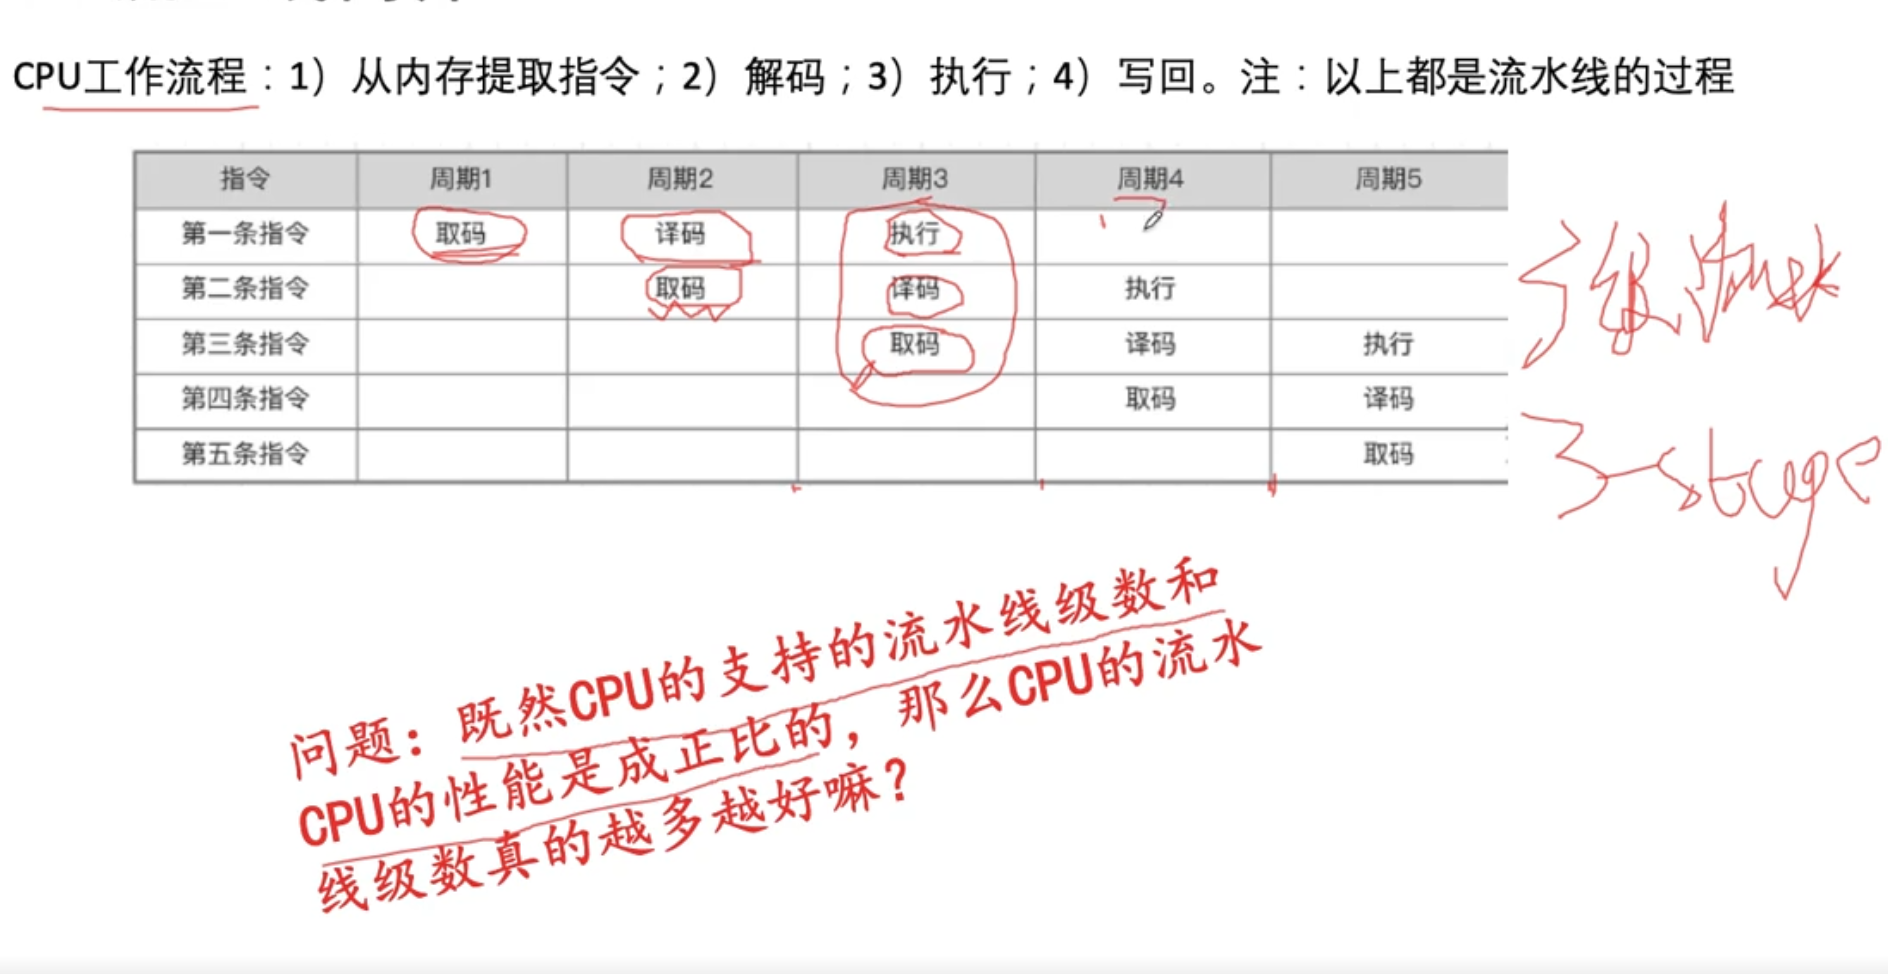 CPU工作流程：1）从内存提取指令；2）解码；3）执行；4）写回。注：以上都是流水线的过程
指令 周期1 周期2 周期3 周期4 周期5
第一条指令 取码 译码 执行
第二条指令 取码 译码 执行
第三条指令 取码 译码 执行
第四条指令 取码 译码
第五条指令 取码
3级流水
3-stage
问题：既然CPU的支持的流水线级数和
CPU的性能是成正比的，那么CPU的流水
线级数真的越多越好嘛？